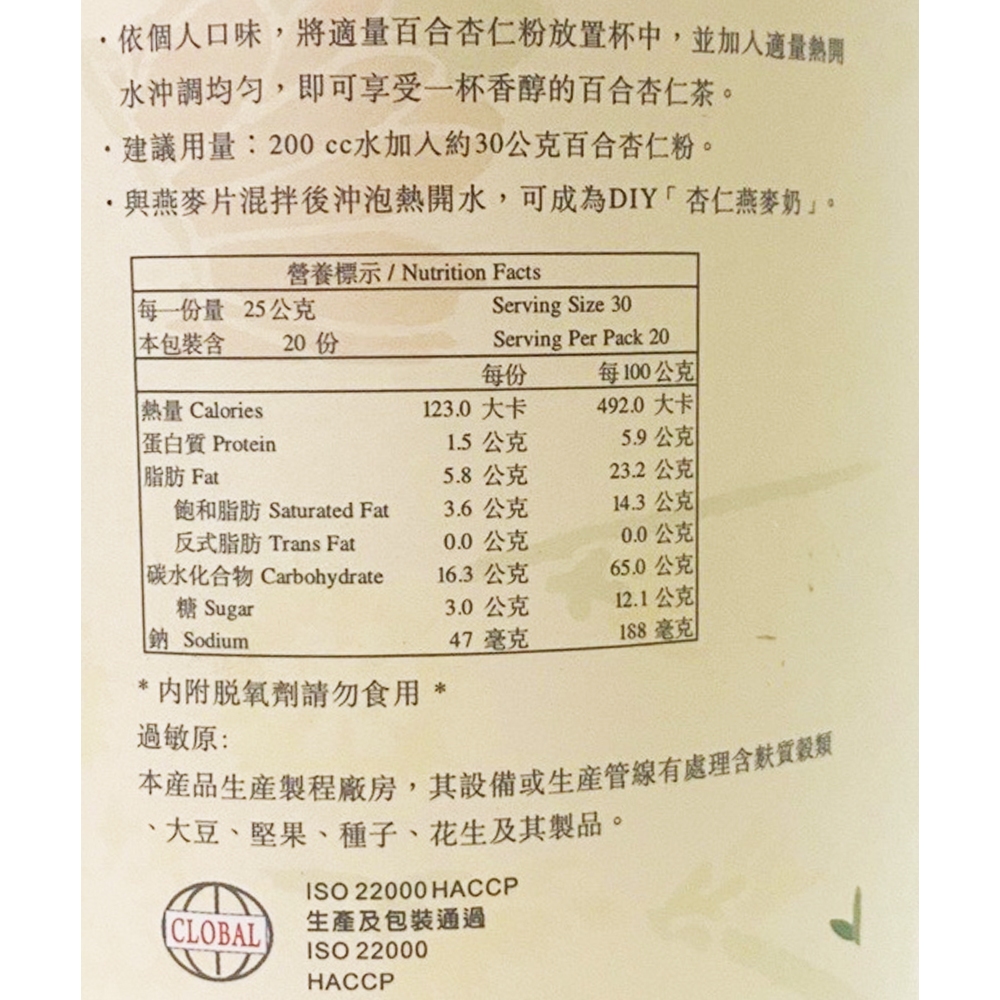 ·依個人口味，將適量百合杏仁粉放置杯中，並加入適量熱開
水沖調均勻，即可享受一杯香醇的百合杏仁茶。
·建議用量：200 cc水加入約30公克百合杏仁粉。
·與燕麥片混拌後沖泡熱開水，可成為DIY「杏仁燕麥奶」。
營養標示 / Nutrition Facts
每一份量 25公克 Serving Size 30
本包裝含 20 份 Serving Per Pack 20
每份 每100公克
熱量 Calories 123.0 大卡 492.0 大卡
蛋白質 Protein 1.5 公克 5.9 公克
脂肪 Fat 5.8 公克 23.2 公克
飽和脂肪 Saturated Fat 3.6 公克 14.3 公克
反式脂肪 Trans Fat 0.0 公克 0.0 公克
碳水化合物 Carbohydrate 16.3 公克 65.0 公克
糖 Sugar 3.0 公克 12.1 公克
鈉 Sodium 47 毫克 188 毫克
* 內附脫氧劑請勿食用 *
過敏原:
本產品生產製程廠房，其設備或生產管線有處理含麩質穀類
、大豆、堅果、種子、花生及其製品。
CLOBAL
ISO 22000HACCP
生產及包裝通過
ISO 22000
HACCP